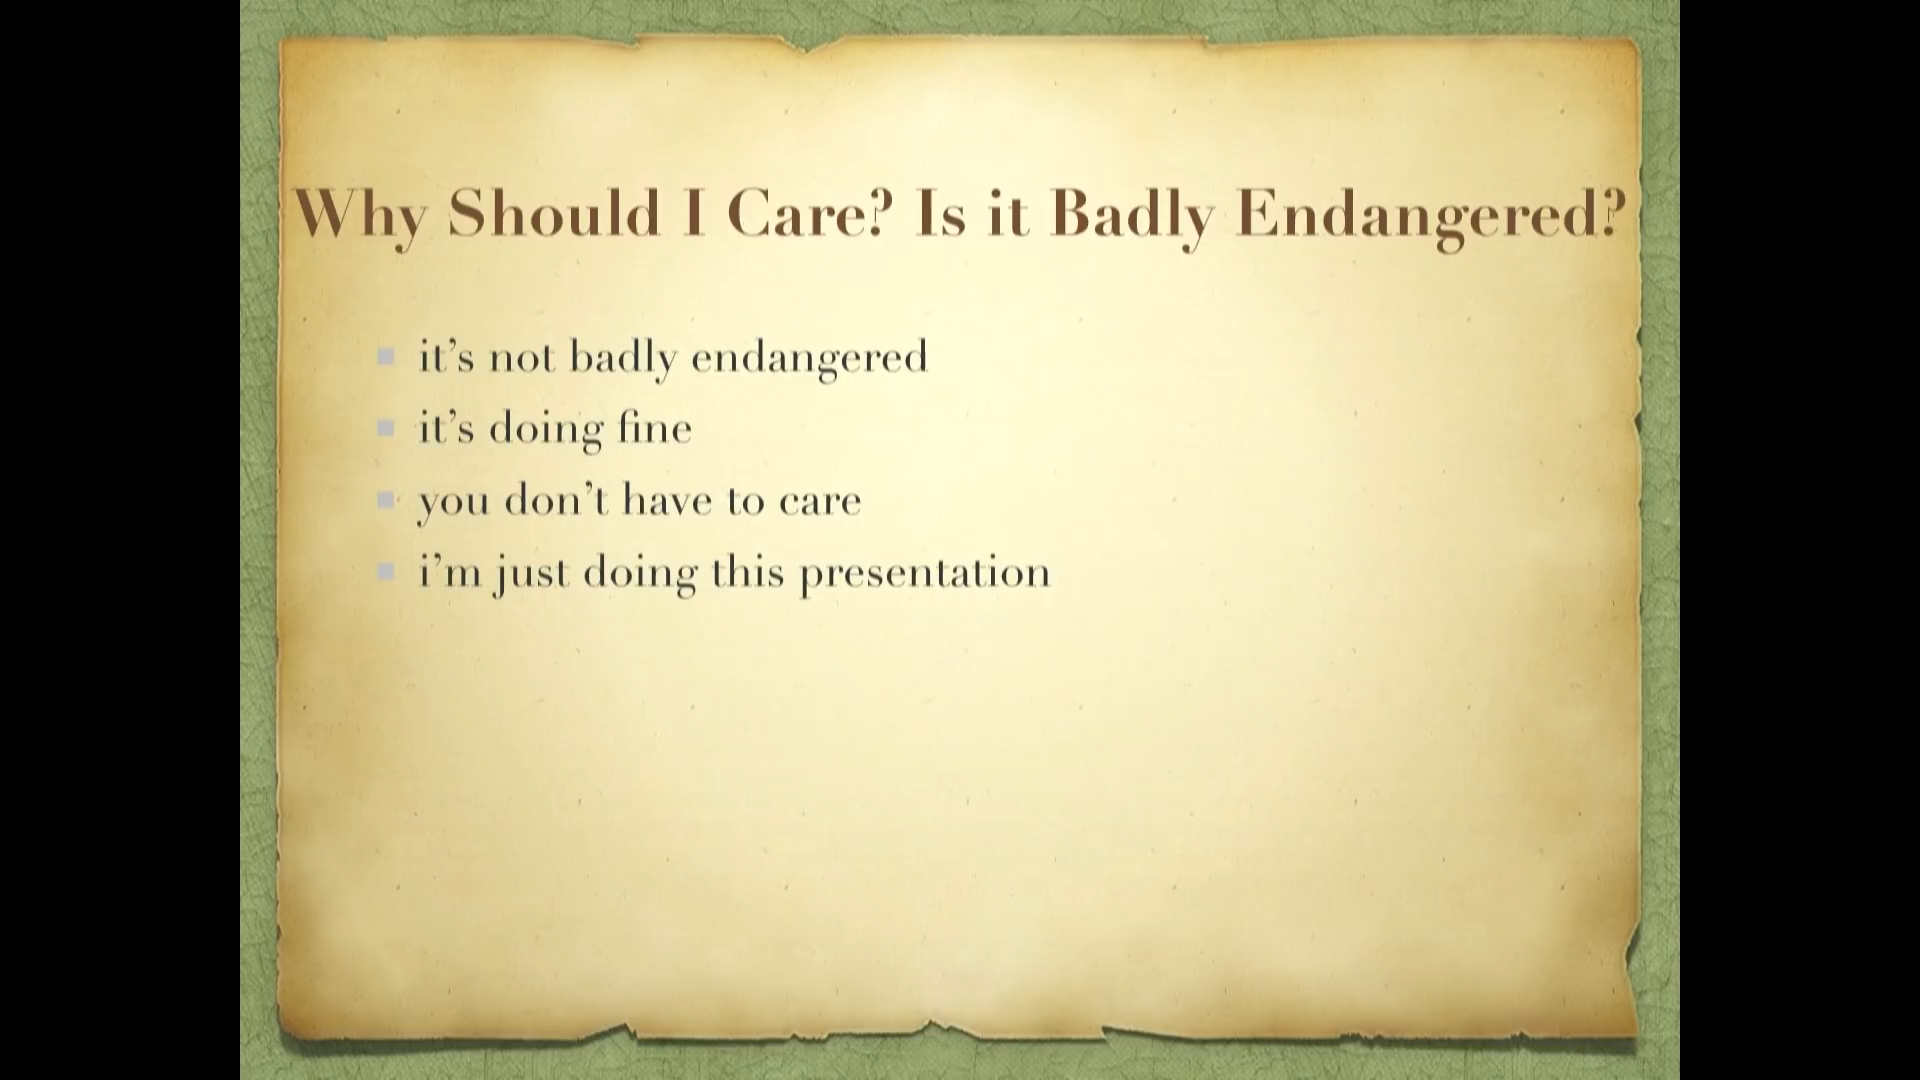 Why Should I Care? Is it Badly Endangered?
it’s not badly endangered
it’s doing fine
you don’t have to care
i’m just doing this presentation